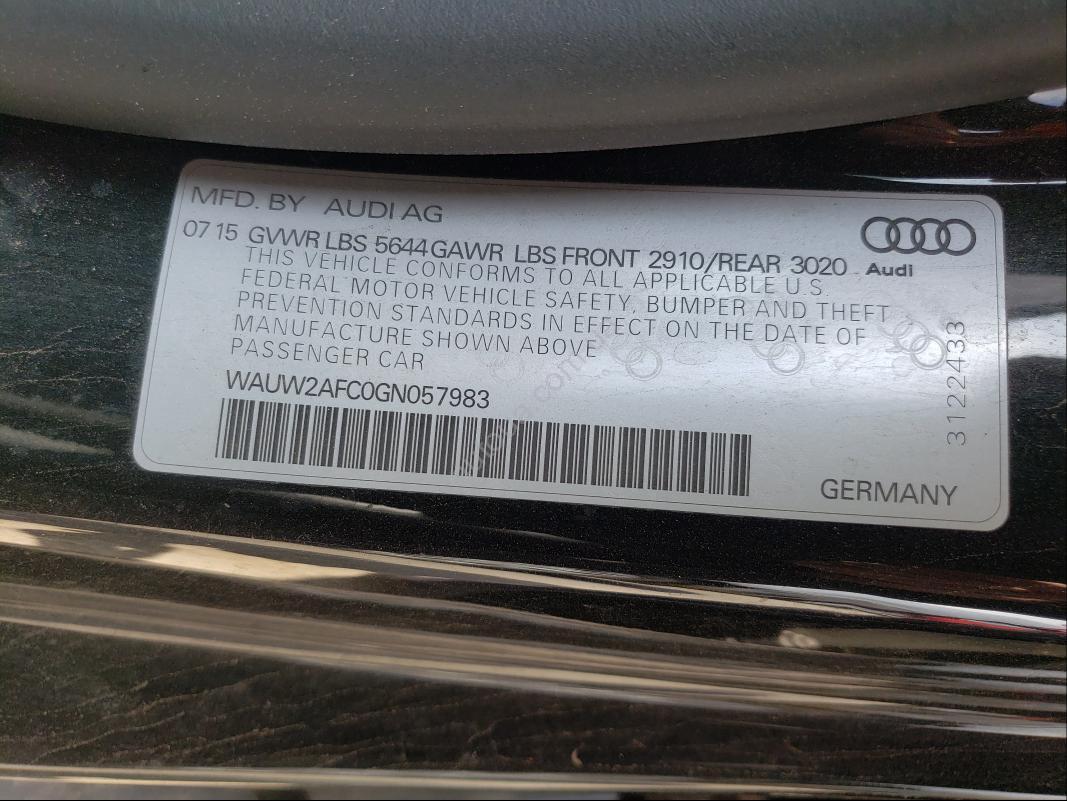 MFD. BY AUDI AG
07 15 GVWR LBS 5644 GAWR LBS FRONT 2910/REAR 3020
Audi
THIS VEHICLE CONFORMS TO ALL APPLICABLE U.S.
FEDERAL MOTOR VEHICLE SAFETY, BUMPER AND THEFT
PREVENTION STANDARDS IN EFFECT ON THE DATE OF
MANUFACTURE SHOWN ABOVE
PASSENGER CAR
WAUW2AFC0GN057983
3122433
GERMANY